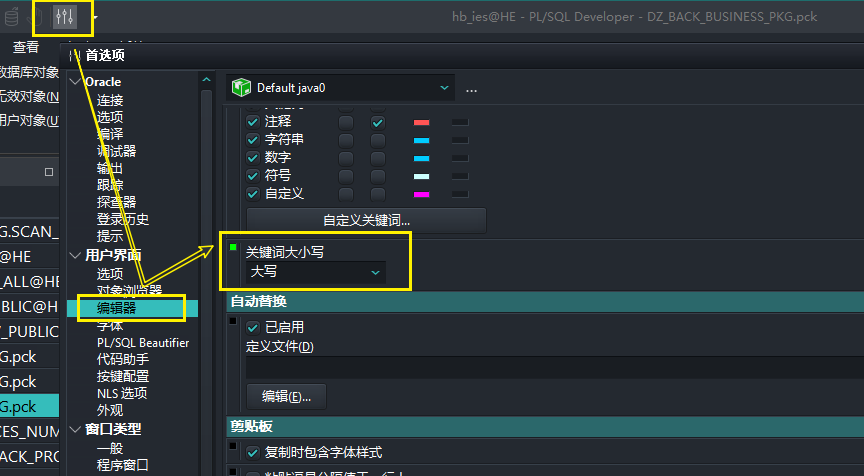 hb_ies@HE - PL/SQL Developer - DZ_BACK_BUSINESS_PKG.pck
查看
首选项
数据库对象
无效对象(N
用户对象(U
G.SCAN_
@HE
_ALL@HE
BLIC@H
_PUBLIC
G.pck
G.pck
G.pck
CES_NUM
ACK_PRO
Oracle
连接
选项
编译
调试器
输出
跟踪
探查器
登录历史
提示
用户界面
选项
对象浏览器
编辑器
字体
PL/SQL Beautifier
代码助手
按键配置
NLS 选项
外观
窗口类型
一般
程序窗口
Default java0
...
注释
字符串
数字
符号
自定义
自定义关键词...
关键词大小写
大写
自动替换
已启用
定义文件(D)
编辑(E)...
剪贴板
复制时包含字体样式